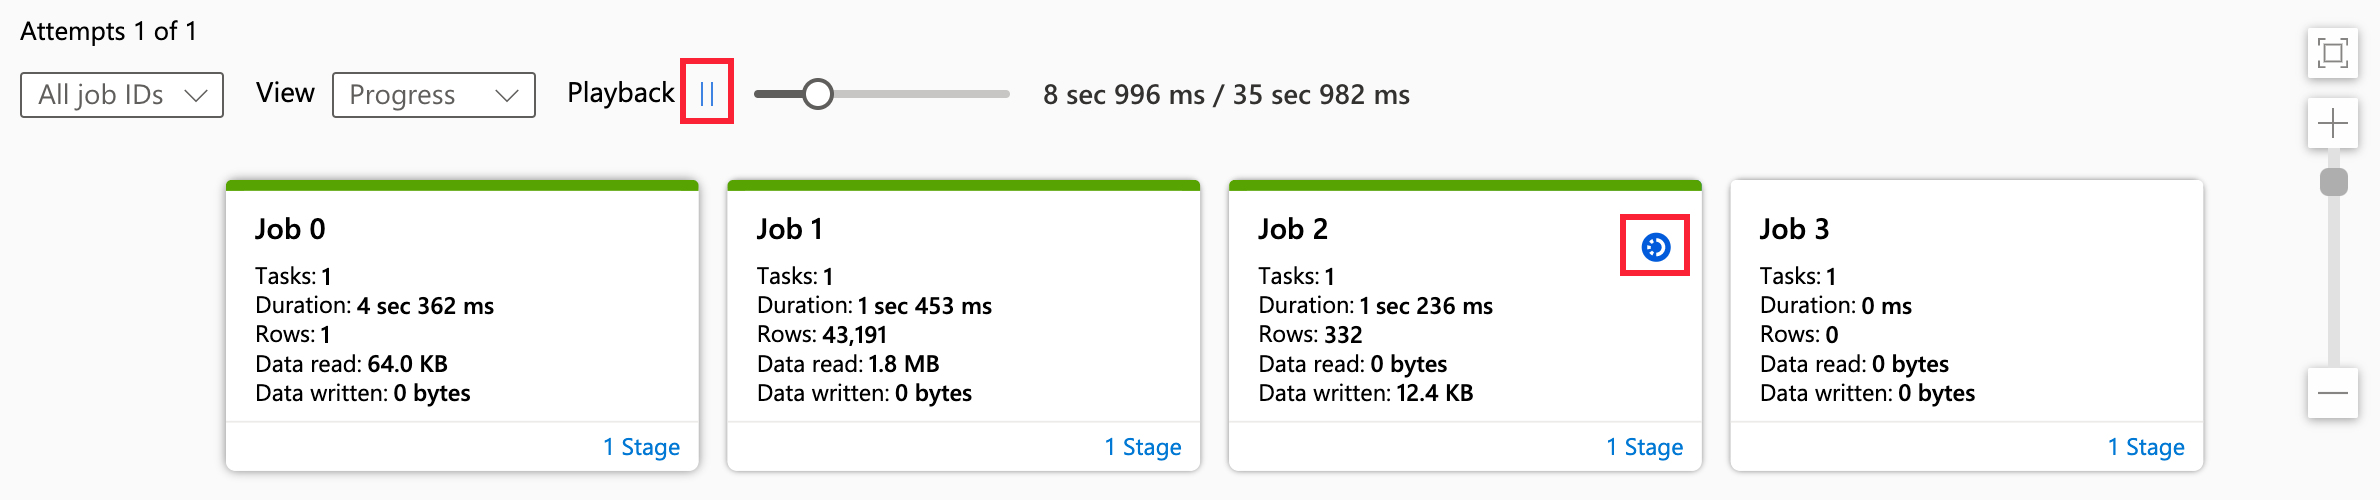 Attempts 1 of 1
All job IDs View Progress Playback 8 sec 996 ms / 35 sec 982 ms
Job 0
Tasks: 1
Duration: 4 sec 362 ms
Rows: 1
Data read: 64.0 KB
Data written: 0 bytes
1 Stage
Job 1
Tasks: 1
Duration: 1 sec 453 ms
Rows: 43,191
Data read: 1.8 MB
Data written: 0 bytes
1 Stage
Job 2
Tasks: 1
Duration: 1 sec 236 ms
Rows: 332
Data read: 0 bytes
Data written: 12.4 KB
1 Stage
Job 3
Tasks: 1
Duration: 0 ms
Rows: 0
Data read: 0 bytes
Data written: 0 bytes
1 Stage